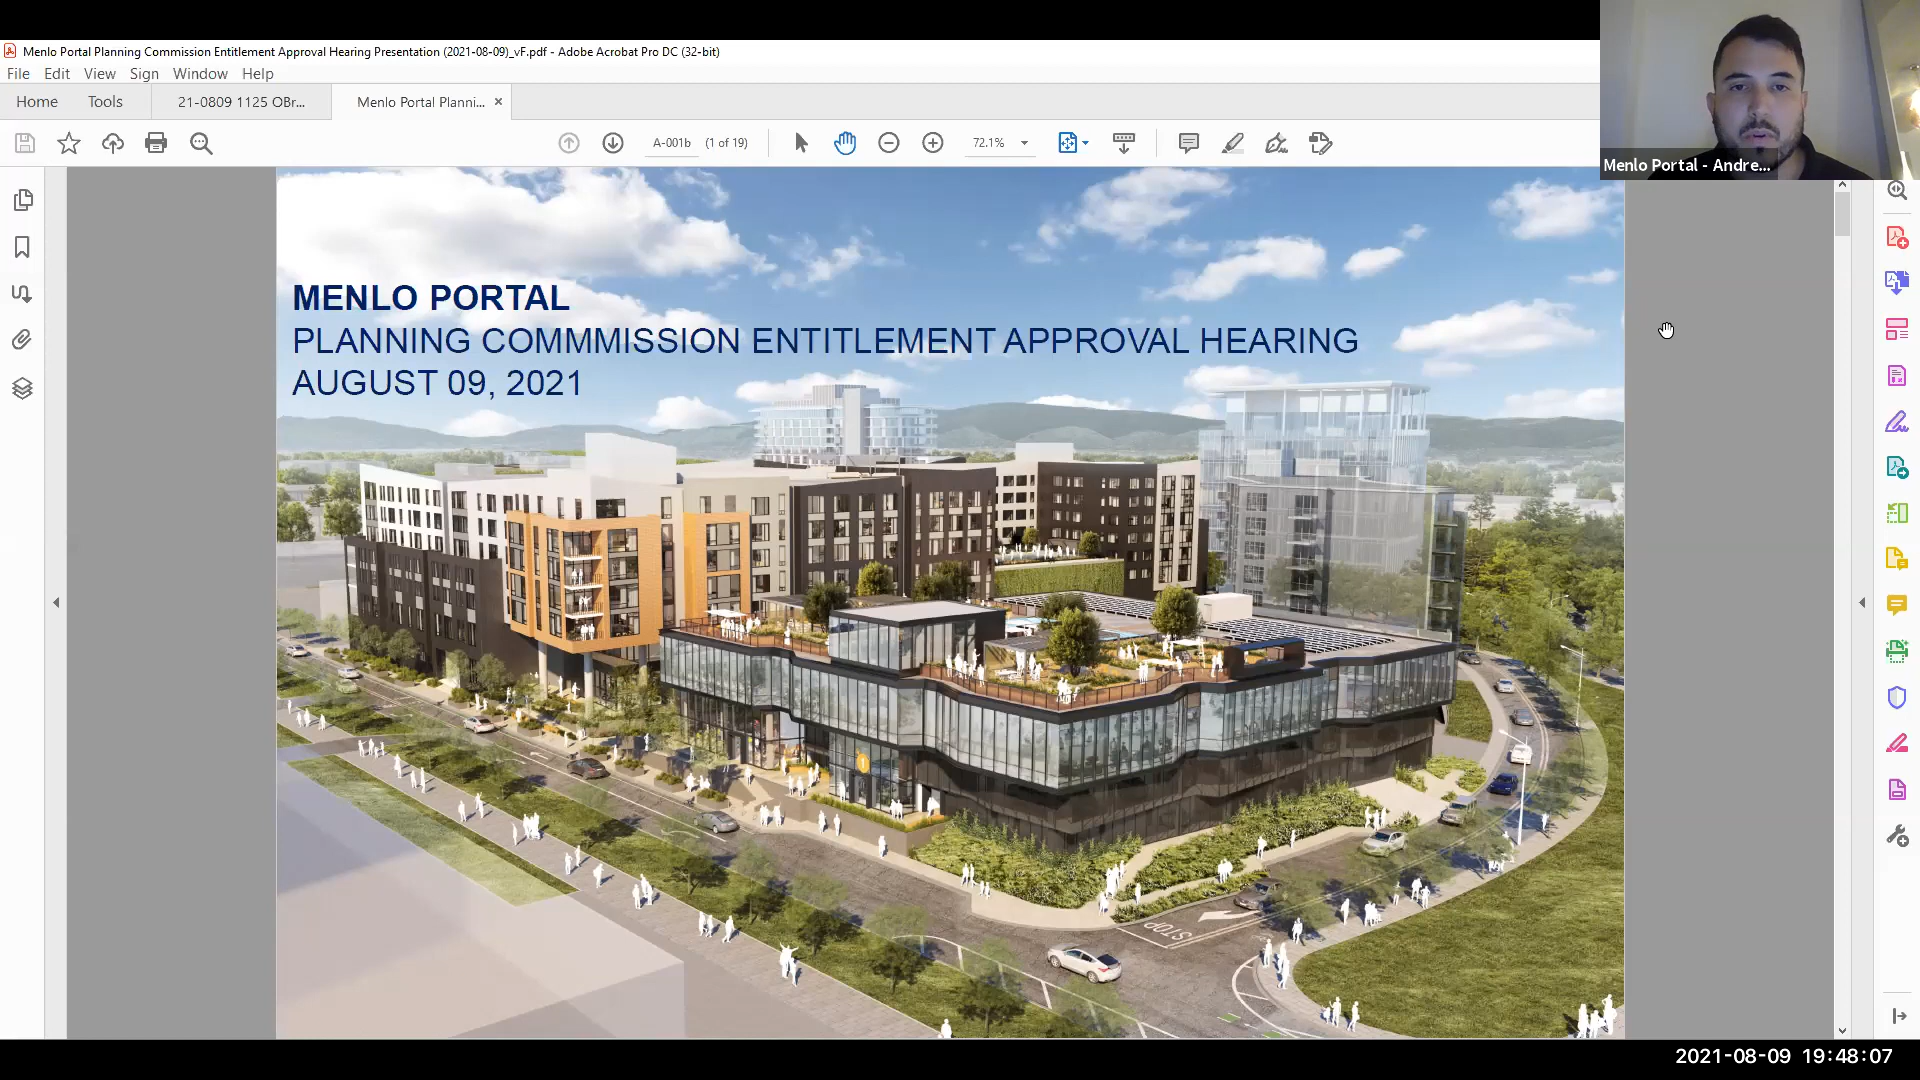 Menlo Portal Planning Commission Entitlement Approval Hearing Presentation (2021-08-09)_vF.pdf - Adobe Acrobat Pro DC (32-bit)
File Edit View Sign Window Help
Home Tools 21-0809 1125 OBr... Menlo Portal Planni... ×
A-001b (1 of 19) 72.1%
Menlo Portal - Andre...
MENLO PORTAL
PLANNING COMMMISSION ENTITLEMENT APPROVAL HEARING
AUGUST 09, 2021
STOP
2021-08-09 19:48:07